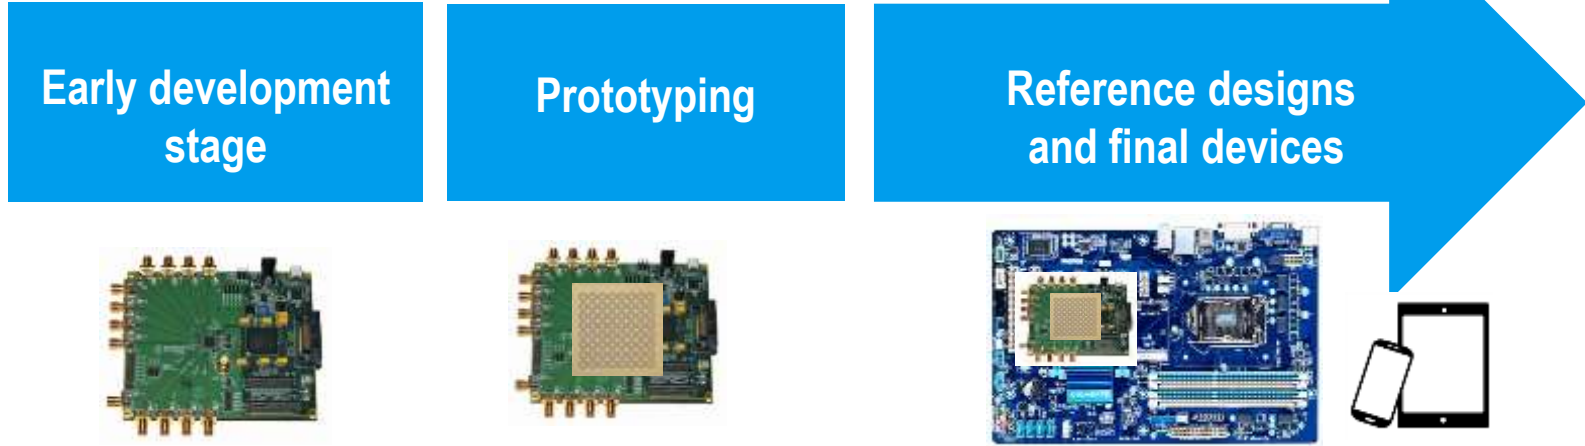 Early development
stage
Prototyping
Reference designs
and final devices